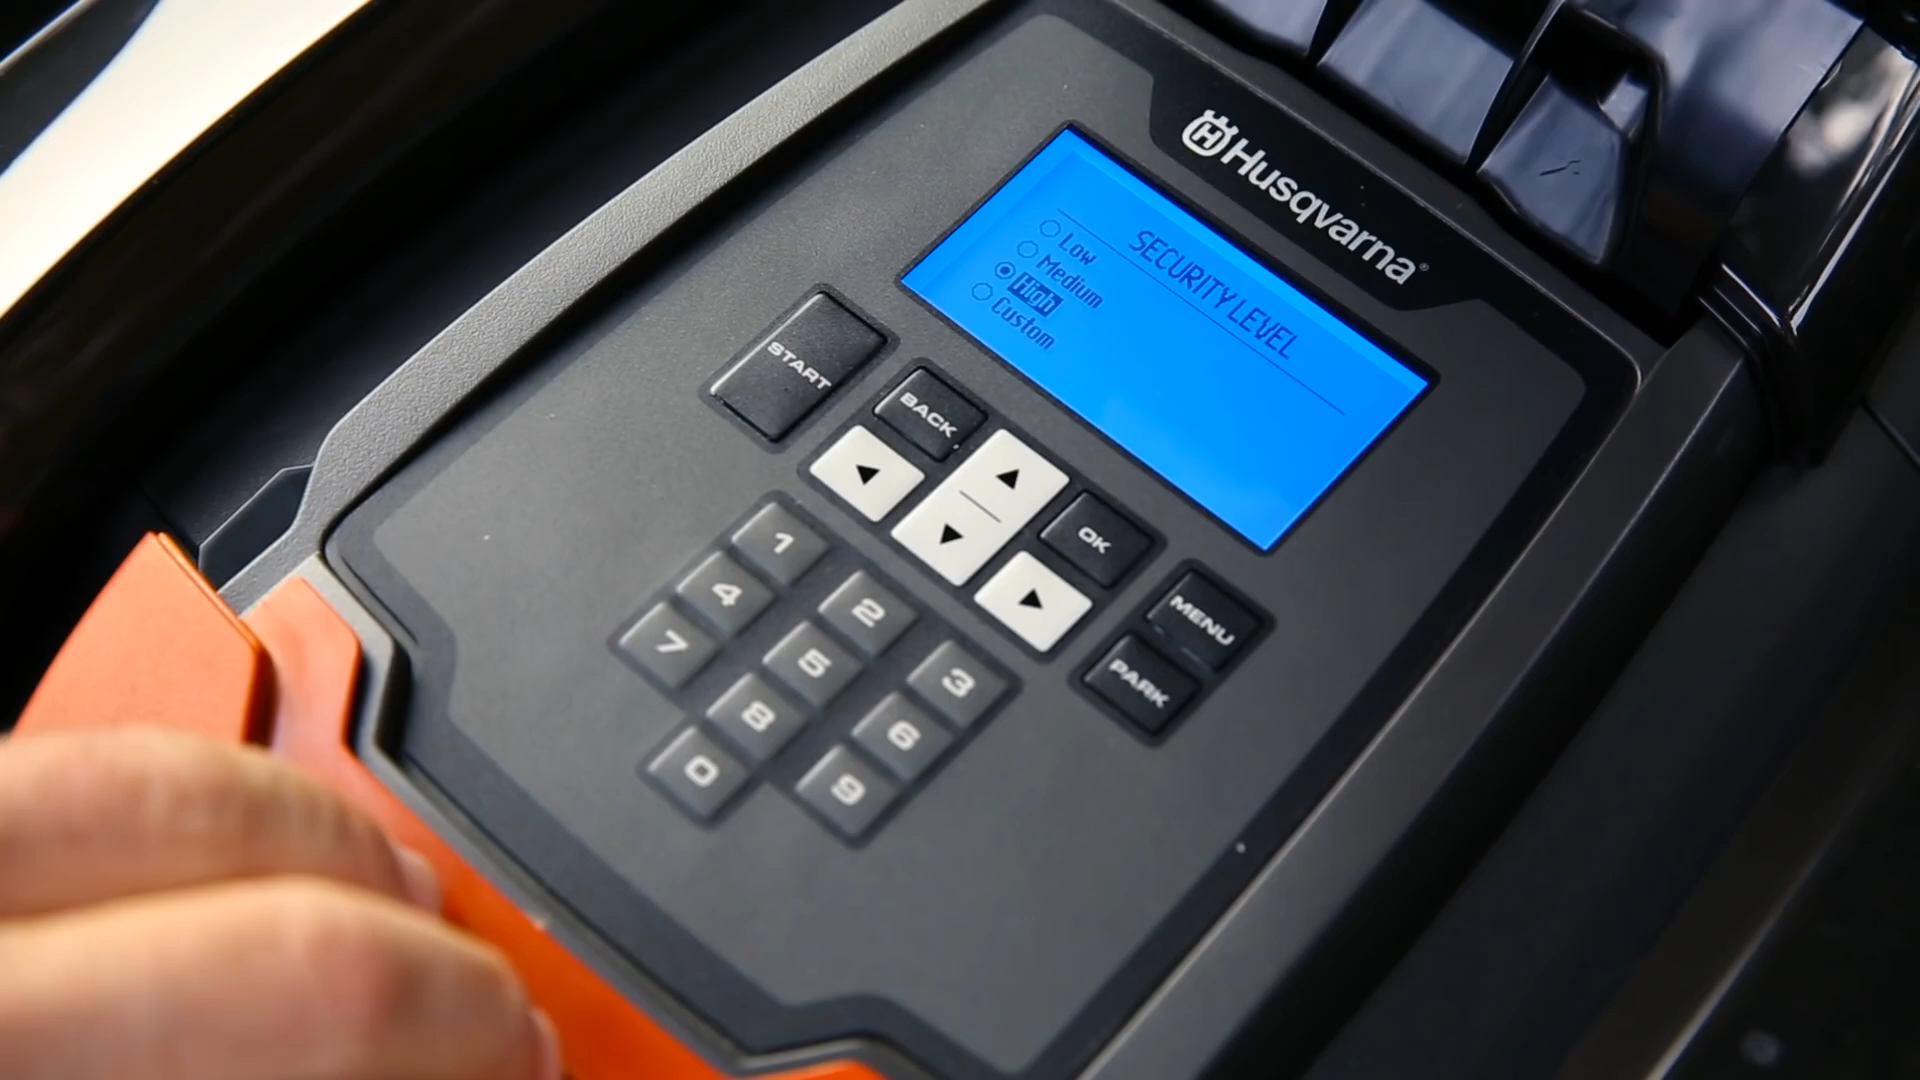 Husqvarna®
SECURITY LEVEL
Low
Medium
High
Custom
START
BACK
OK
MENU
PARK
1
2
3
4
5
6
7
8
9
0